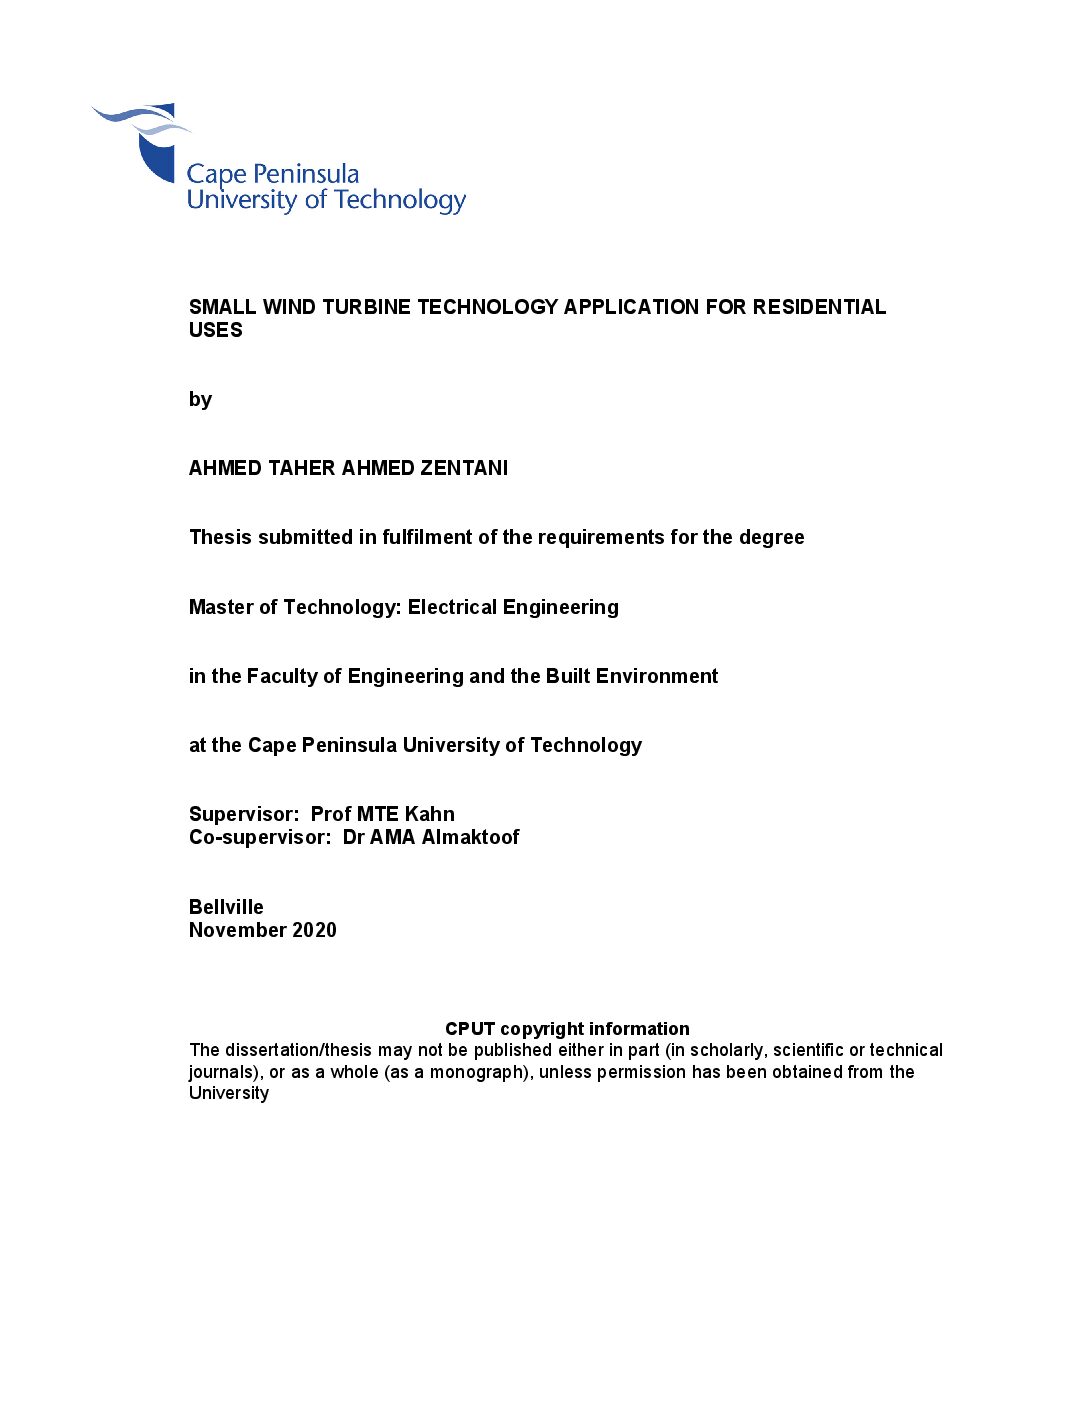 Cape Peninsula
University of Technology
SMALL WIND TURBINE TECHNOLOGY APPLICATION FOR RESIDENTIAL
USES
by
AHMED TAHER AHMED ZENTANI
Thesis submitted in fulfilment of the requirements for the degree
Master of Technology: Electrical Engineering
in the Faculty of Engineering and the Built Environment
at the Cape Peninsula University of Technology
Supervisor:  Prof MTE Kahn
Co-supervisor:  Dr AMA Almaktoof
Bellville
November 2020
CPUT copyright information
The dissertation/thesis may not be published either in part (in scholarly, scientific or technical
journals), or as a whole (as a monograph), unless permission has been obtained from the
University